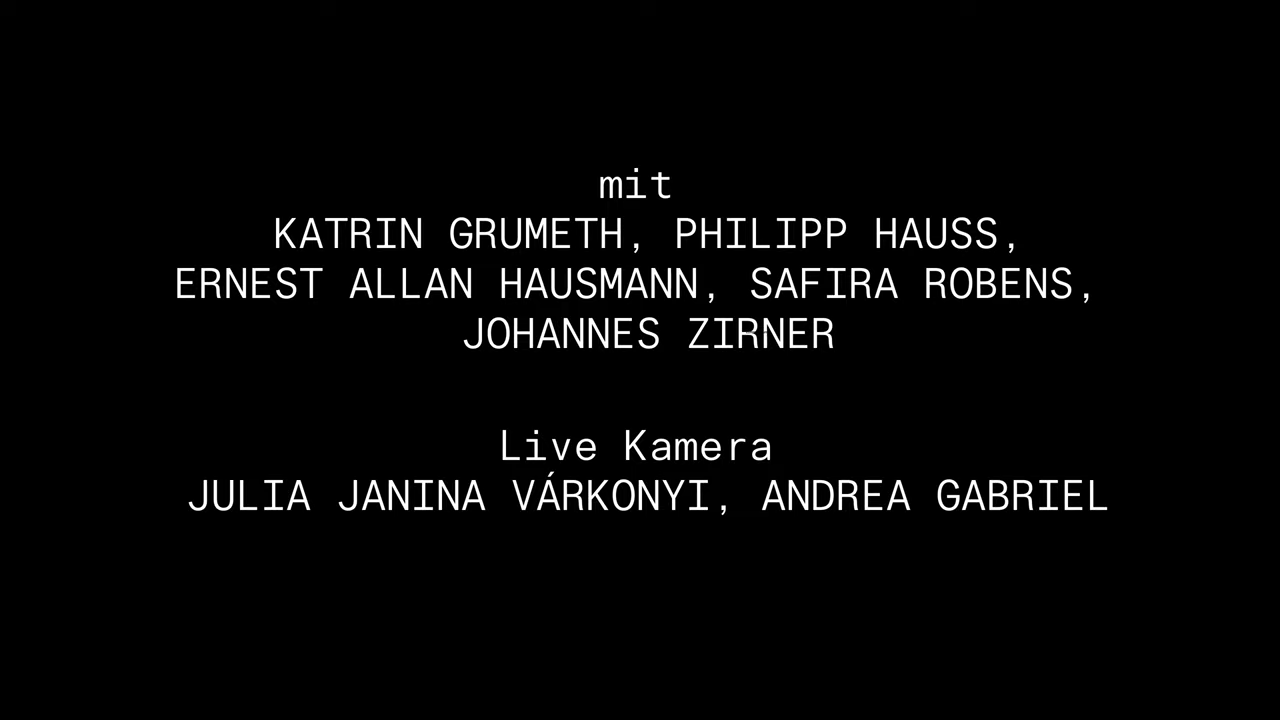 mit
KATRIN GRUMETH, PHILIPP HAUSS,
ERNEST ALLAN HAUSMANN, SAFIRA ROBENS,
JOHANNES ZIRNER
Live Kamera
JULIA JANINA VÁRKONYI, ANDREA GABRIEL